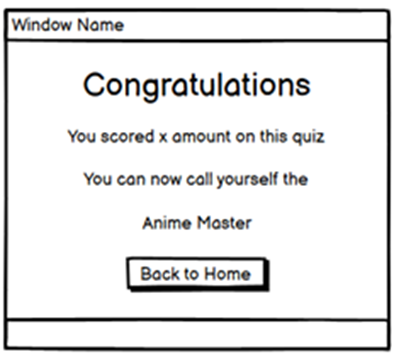 Window Name
Congratulations
You scored x amount on this quiz
You can now call yourself the
Anime Master
Back to Home